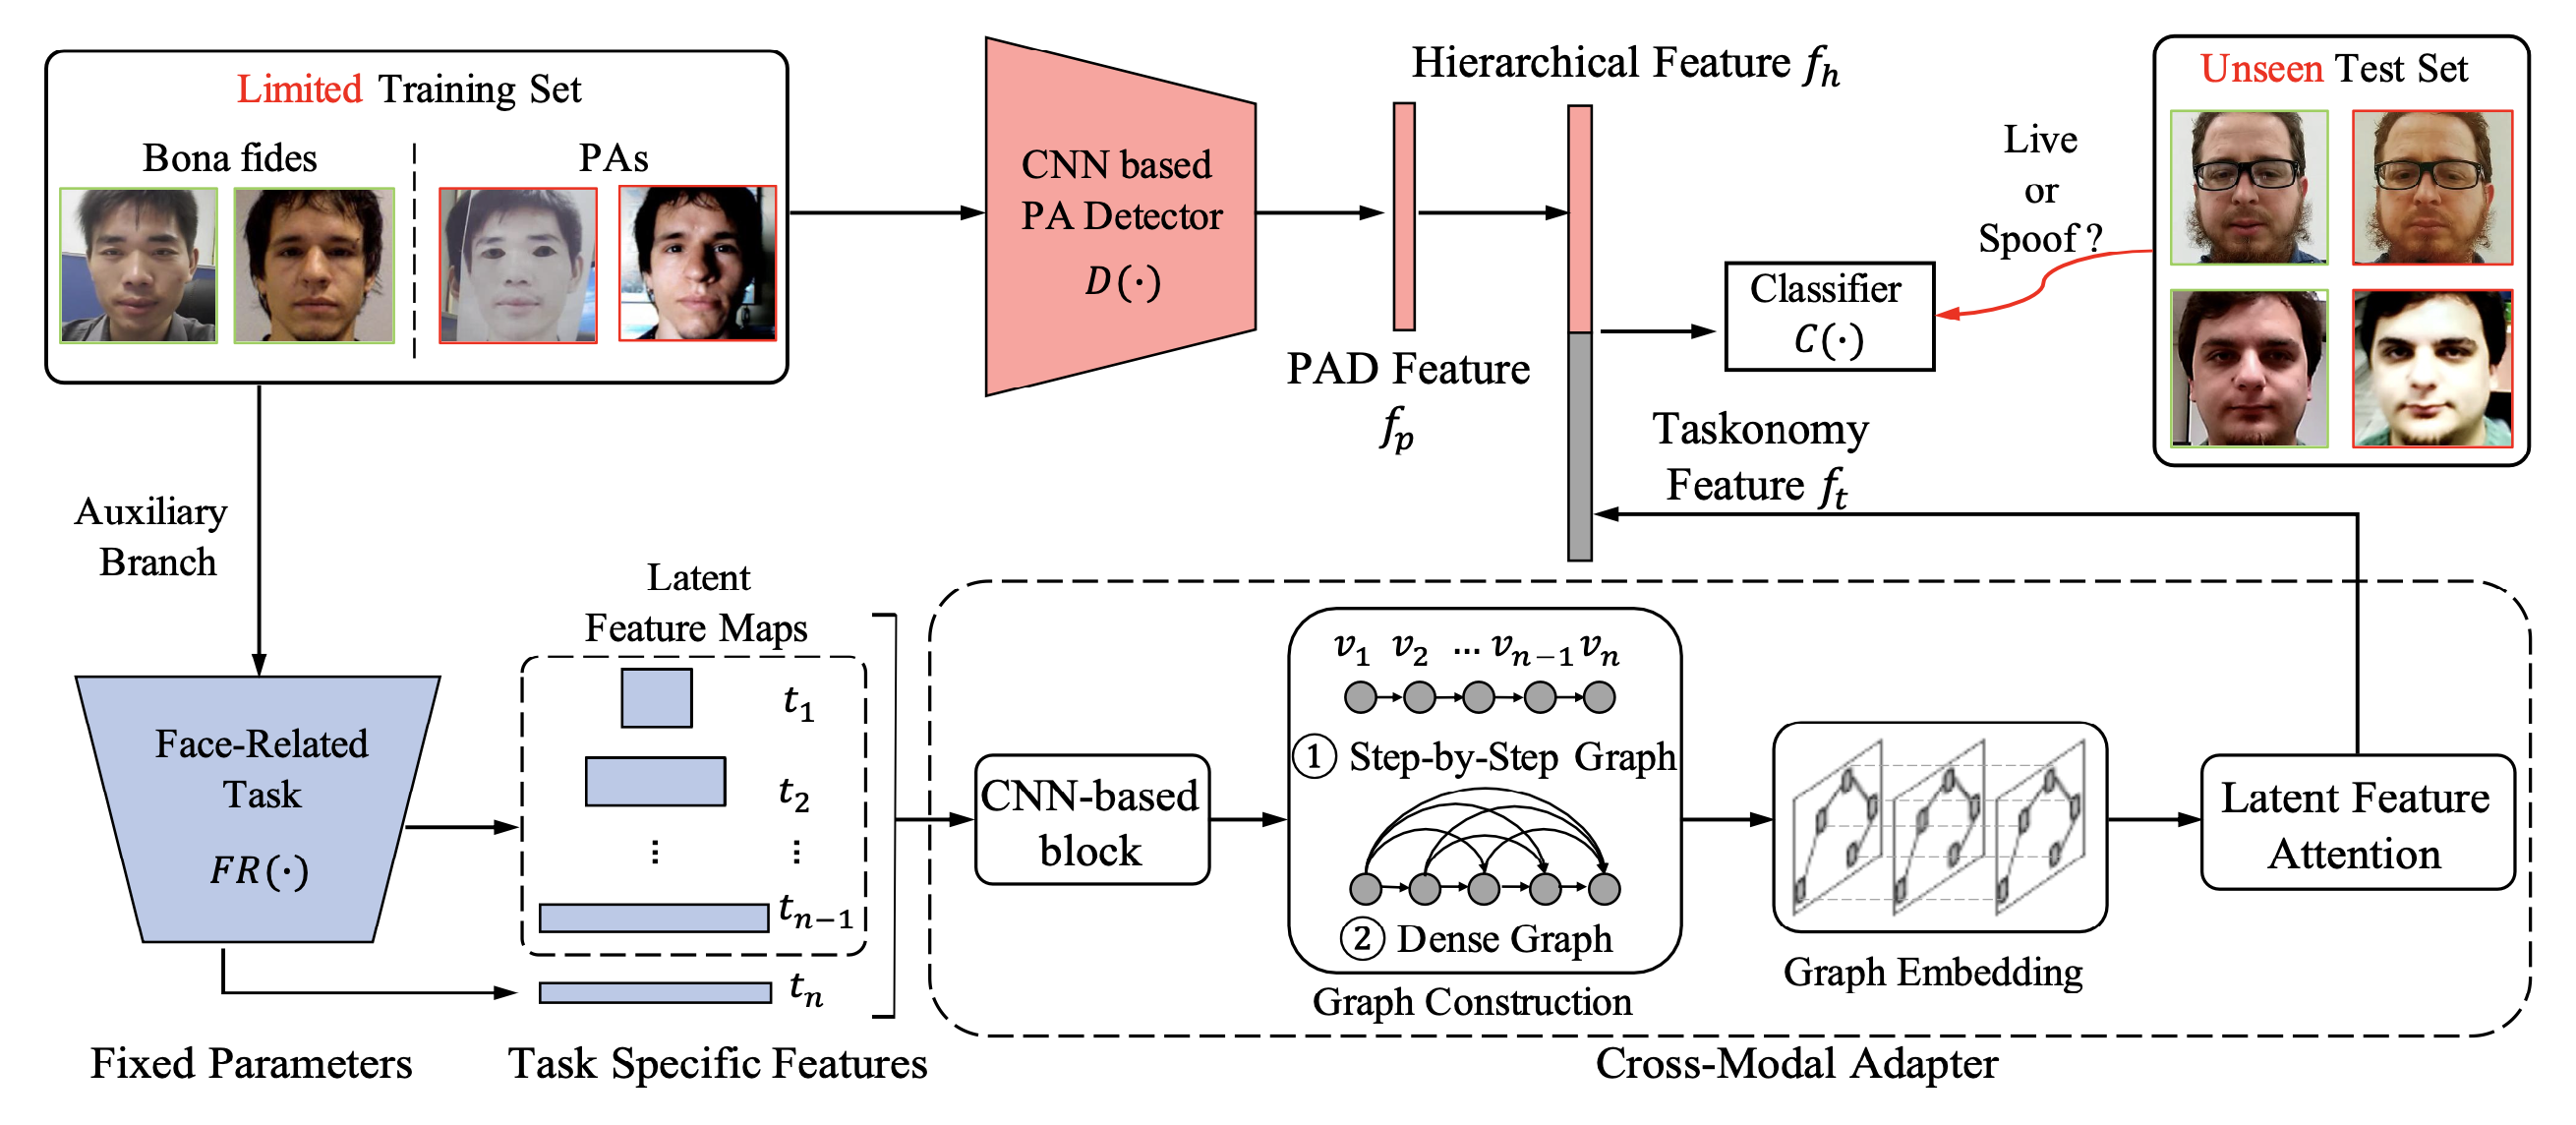 Limited Training Set
Bona fides
PAs
CNN based
PA Detector
D(·)
Hierarchical Feature f_h
PAD Feature
f_p
Classifier
C(·)
Live
or
Spoof ?
Unseen Test Set
Taskonomy
Feature f_t
Auxiliary
Branch
Face-Related
Task
FR(·)
Fixed Parameters
Latent
Feature Maps
t_1
t_2
⋮ ⋮
t_{n−1}
t_n
Task Specific Features
CNN-based
block
v_1 v_2 ... v_{n−1} v_n
① Step-by-Step Graph
② Dense Graph
Graph Construction
Graph Embedding
Latent Feature
Attention
Cross-Modal Adapter